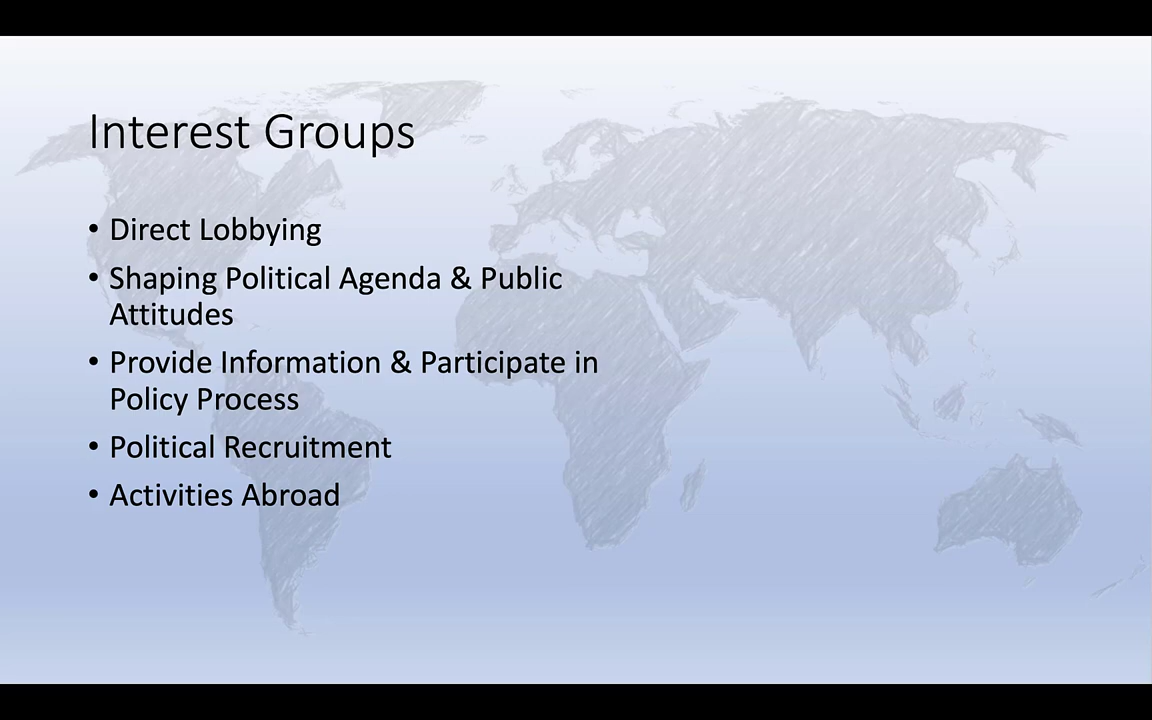 Interest Groups
• Direct Lobbying
• Shaping Political Agenda & Public
Attitudes
• Provide Information & Participate in
Policy Process
• Political Recruitment
• Activities Abroad